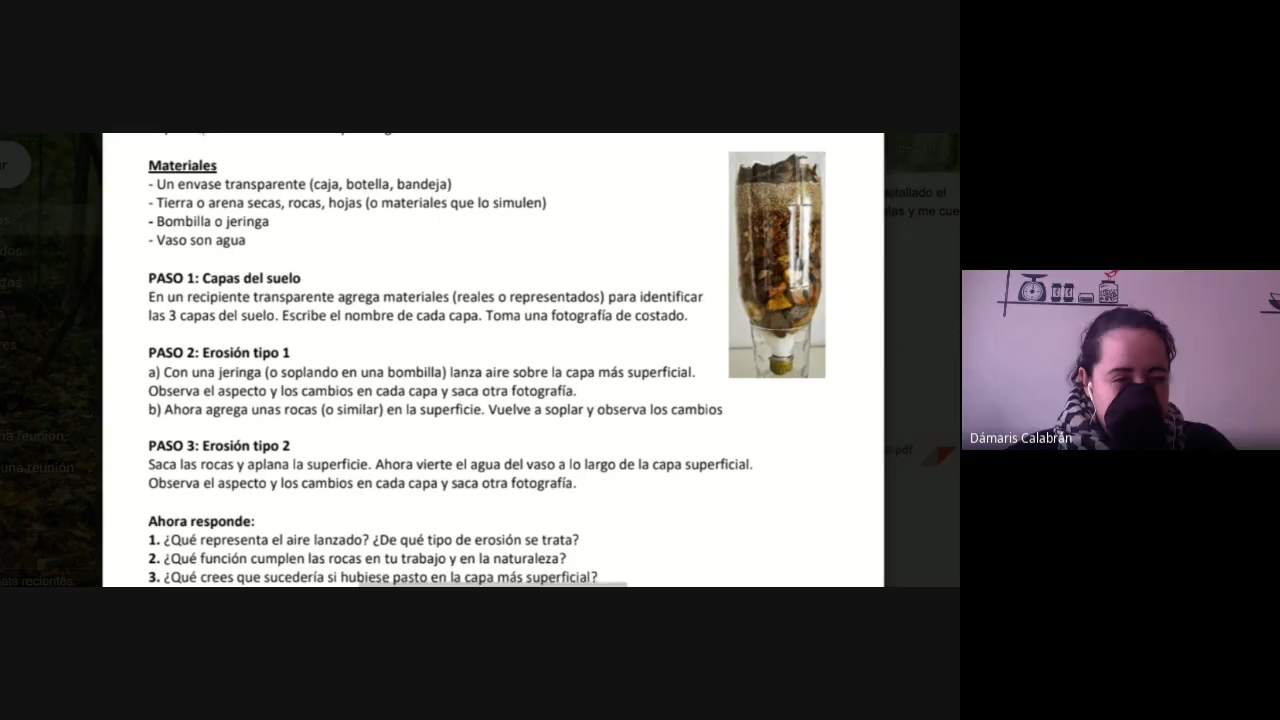 Materiales
- Un envase transparente (caja, botella, bandeja)
- Tierra o arena secas, rocas, hojas (o materiales que lo simulen)
- Bombilla o jeringa
- Vaso son agua
PASO 1: Capas del suelo
En un recipiente transparente agrega materiales (reales o representados) para identificar
las 3 capas del suelo. Escribe el nombre de cada capa. Toma una fotografía de costado.
PASO 2: Erosión tipo 1
a) Con una jeringa (o soplando en una bombilla) lanza aire sobre la capa más superficial.
Observa el aspecto y los cambios en cada capa y saca otra fotografía.
b) Ahora agrega unas rocas (o similar) en la superficie. Vuelve a soplar y observa los cambios
PASO 3: Erosión tipo 2
Saca las rocas y aplana la superficie. Ahora vierte el agua del vaso a lo largo de la capa superficial.
Observa el aspecto y los cambios en cada capa y saca otra fotografía.
Ahora responde:
1. ¿Qué representa el aire lanzado? ¿De qué tipo de erosión se trata?
2. ¿Qué función cumplen las rocas en tu trabajo y en la naturaleza?
3. ¿Qué crees que sucedería si hubiese pasto en la capa más superficial?
una reunión
pdf
Dámaris Calabrán